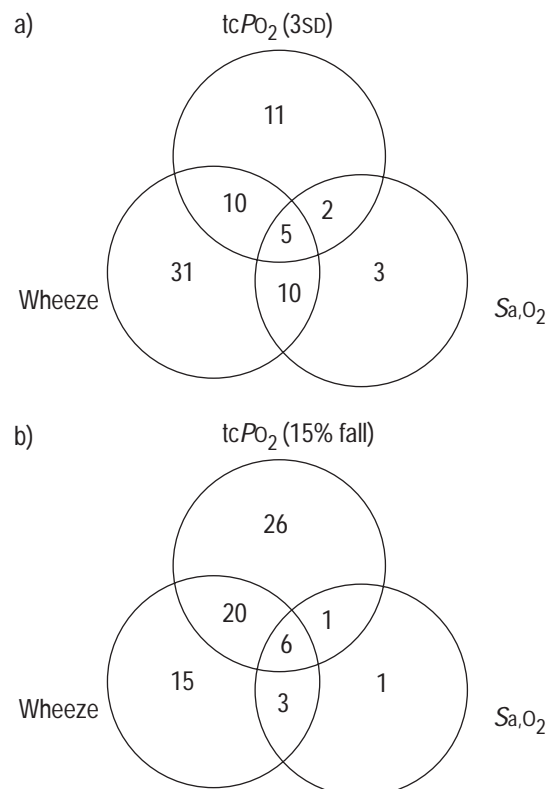 a)
tcPO₂ (3SD)
11
10
2
5
31
3
10
Wheeze
Sa,O₂
b)
tcPO₂ (15% fall)
26
20
1
6
15
1
3
Wheeze
Sa,O₂